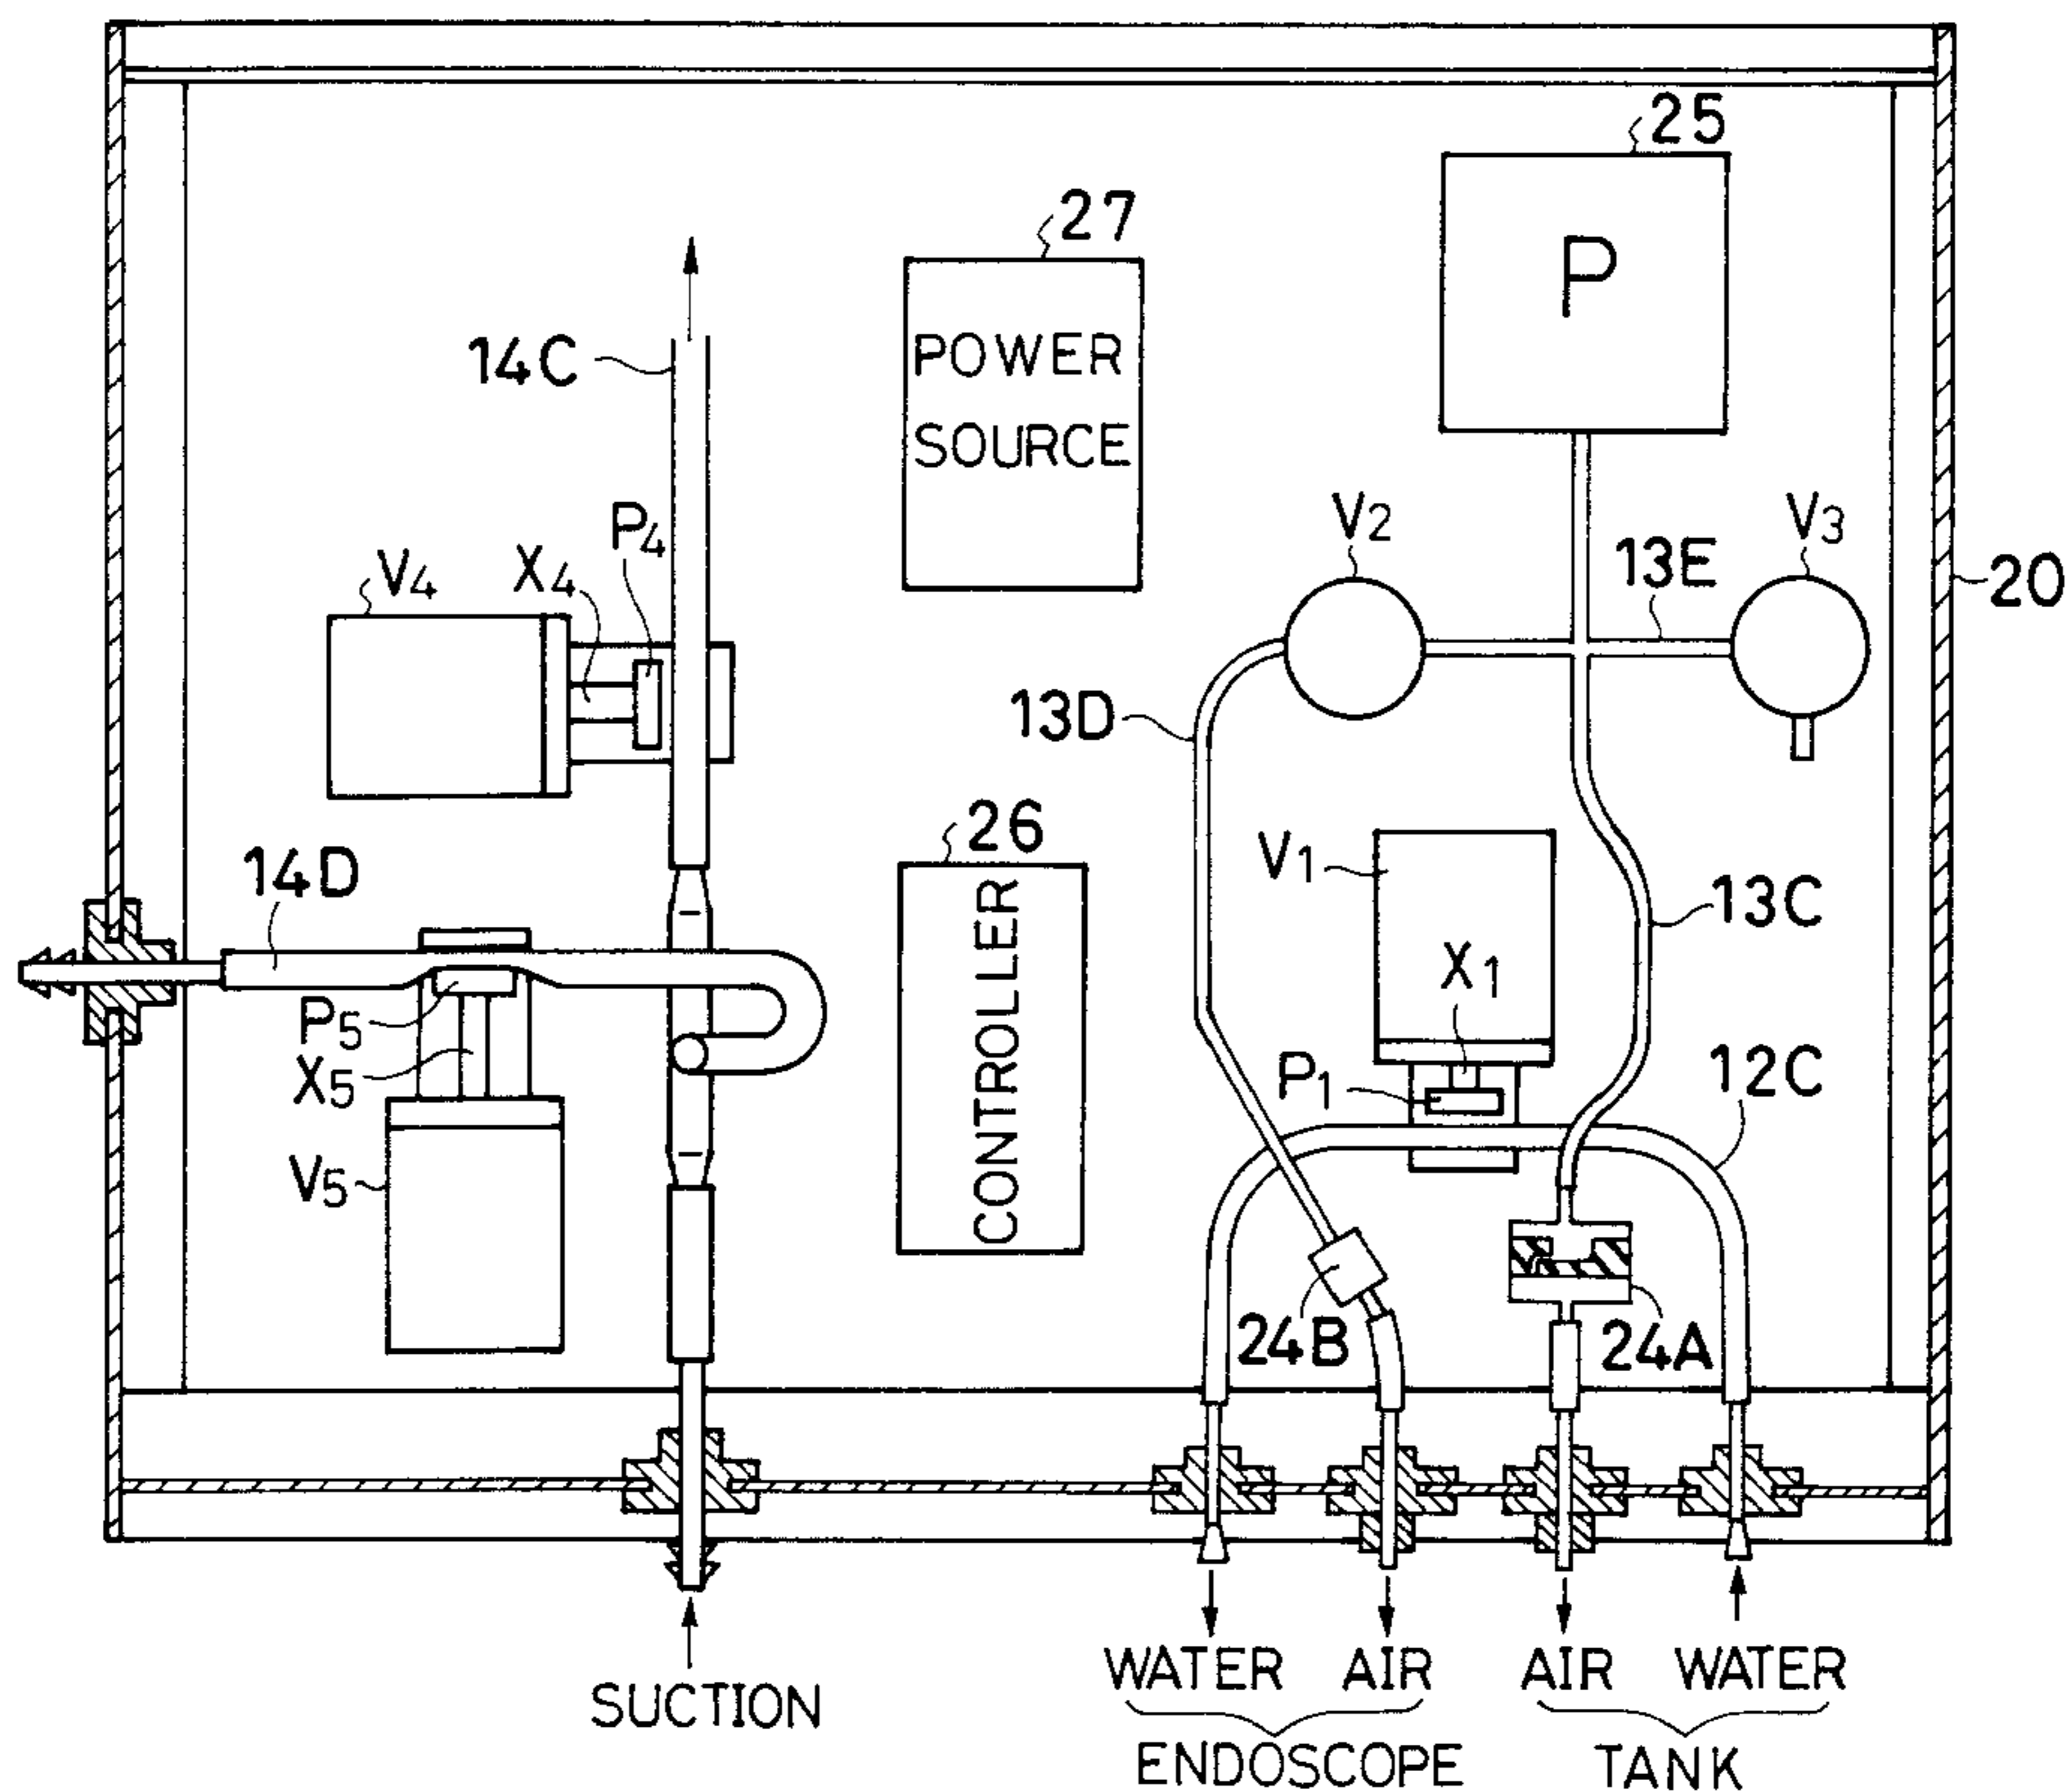 25
27
P
14C
POWER
SOURCE
V2
V3
P4
13E
X4
V4
20
13D
26
V1
14D
13C
CONTROLLER
X1
P5
12C
X5
P1
V5
24B
24A
WATER AIR AIR WATER
SUCTION
ENDOSCOPE TANK